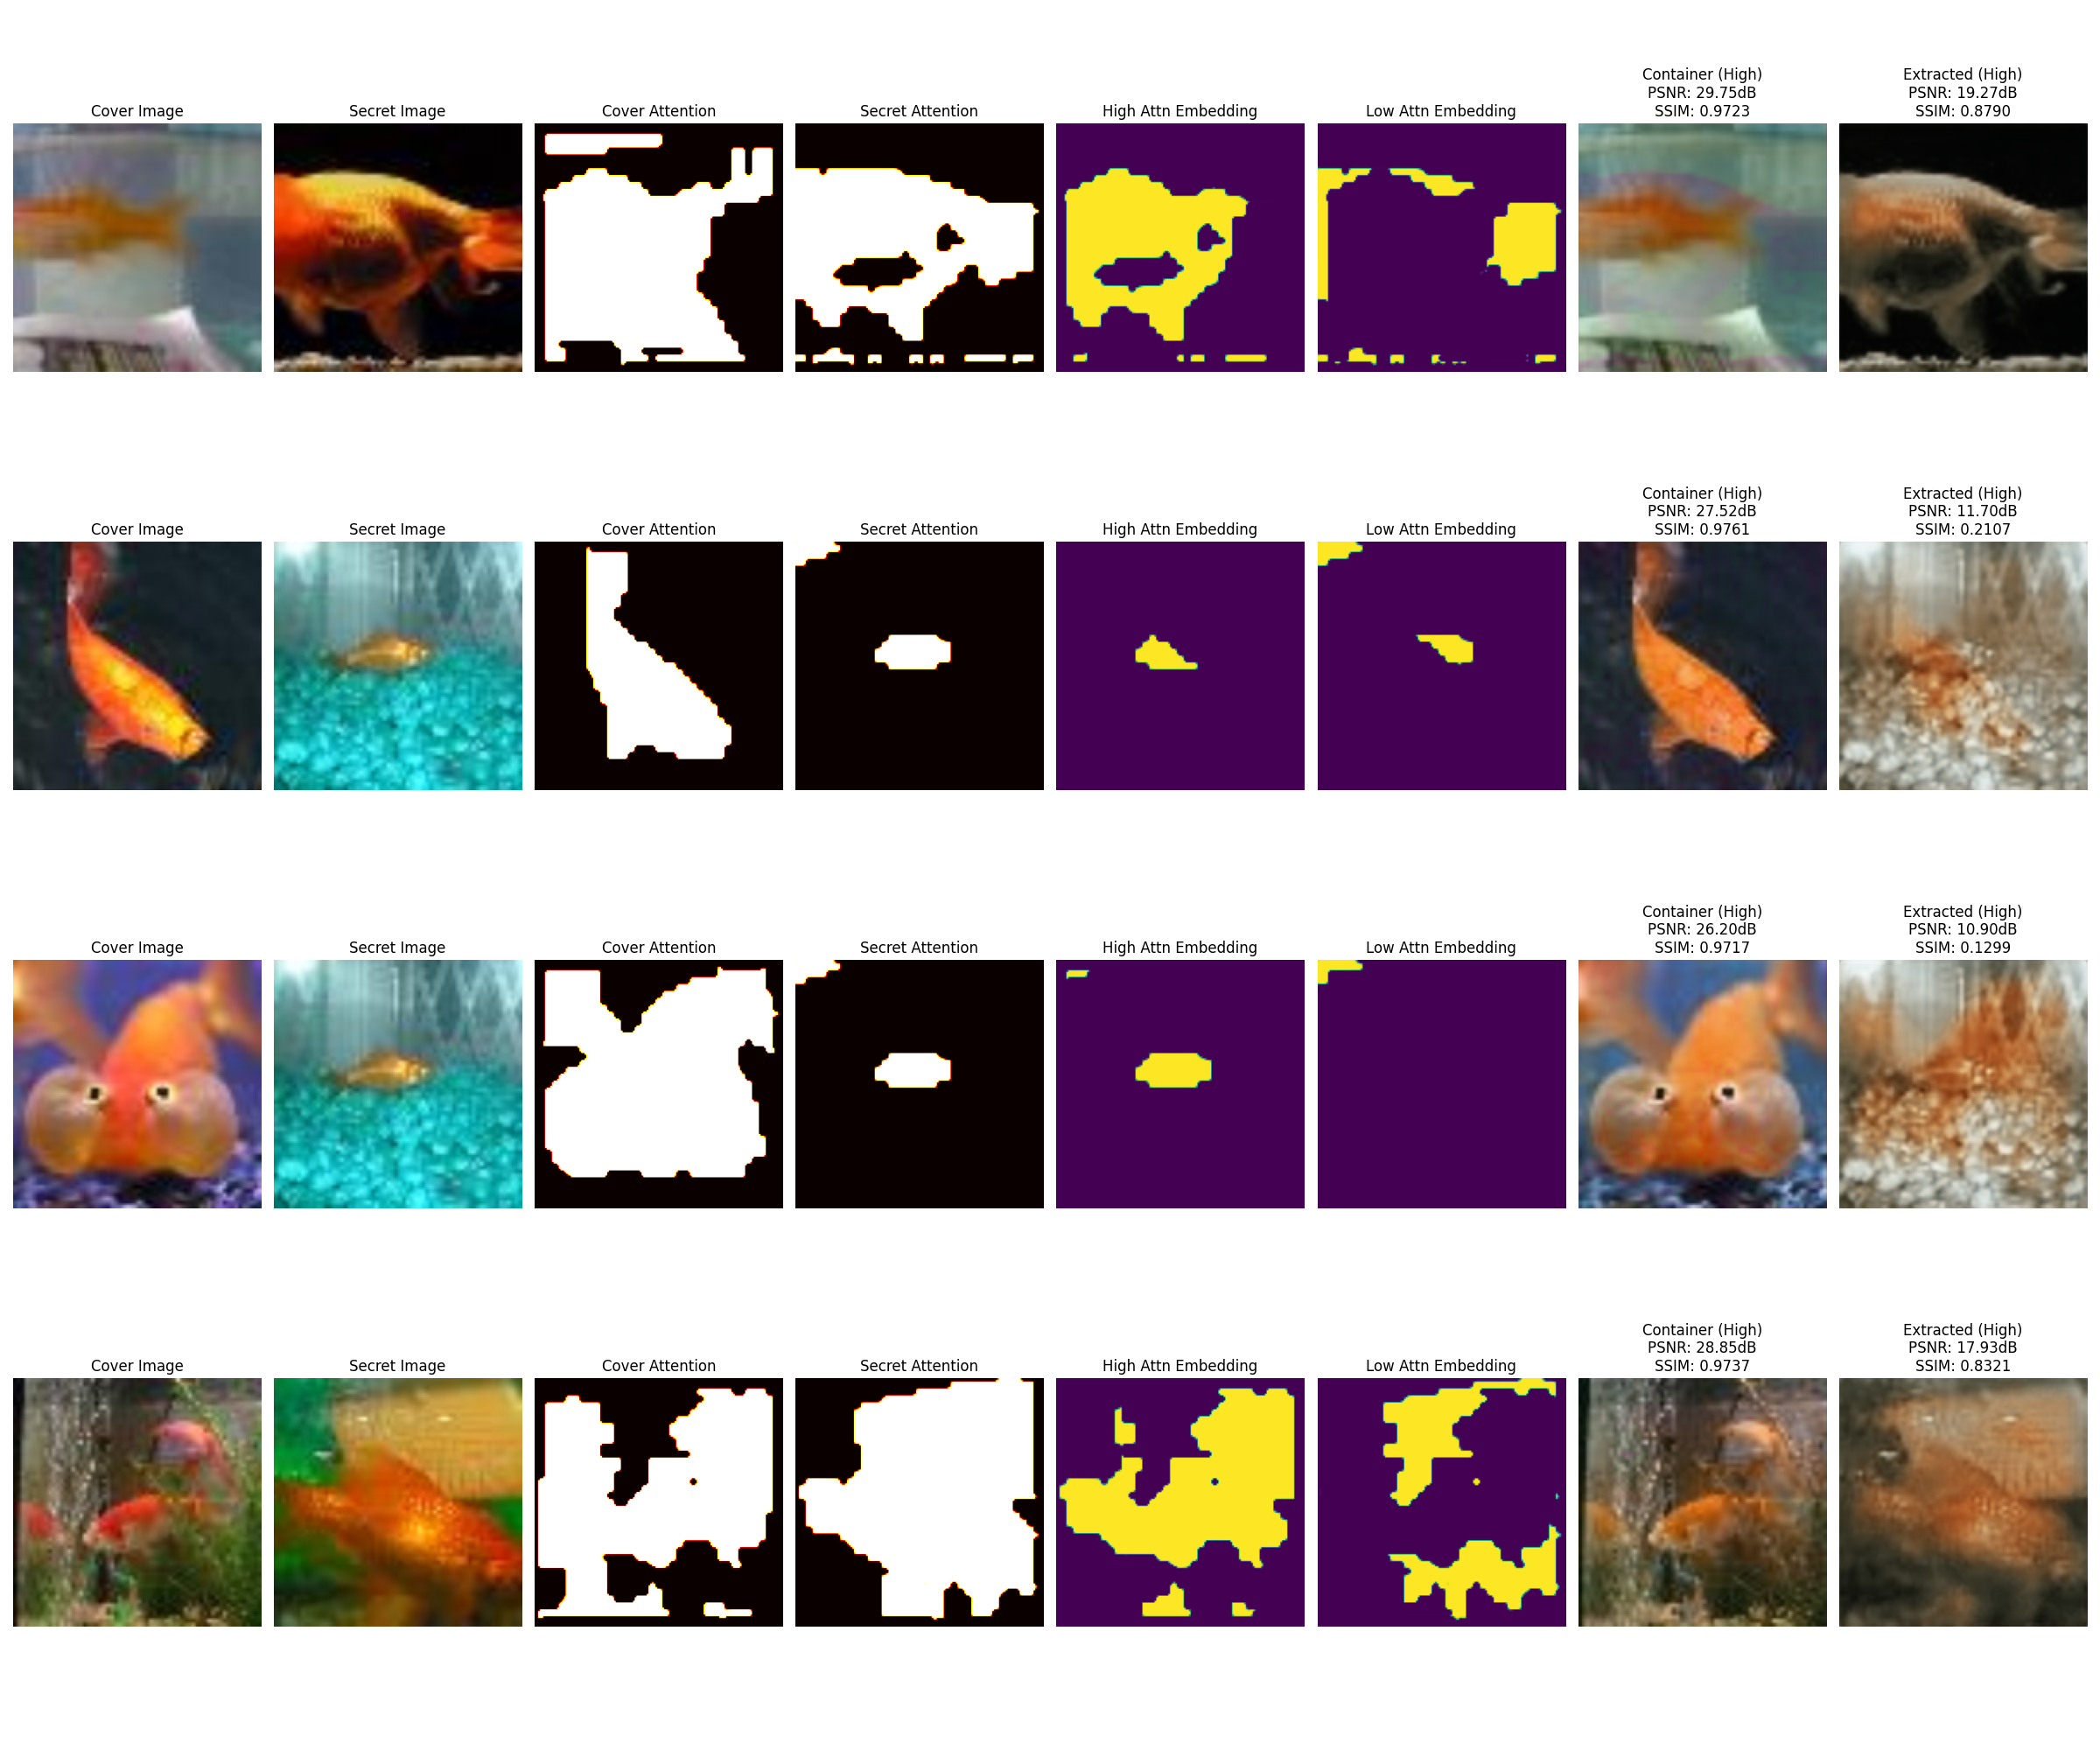 Cover Image
Secret Image
Cover Attention
Secret Attention
High Attn Embedding
Low Attn Embedding
Container (High)
PSNR: 29.75dB
SSIM: 0.9723
Extracted (High)
PSNR: 19.27dB
SSIM: 0.8790
Cover Image
Secret Image
Cover Attention
Secret Attention
High Attn Embedding
Low Attn Embedding
Container (High)
PSNR: 27.52dB
SSIM: 0.9761
Extracted (High)
PSNR: 11.70dB
SSIM: 0.2107
Cover Image
Secret Image
Cover Attention
Secret Attention
High Attn Embedding
Low Attn Embedding
Container (High)
PSNR: 26.20dB
SSIM: 0.9717
Extracted (High)
PSNR: 10.90dB
SSIM: 0.1299
Cover Image
Secret Image
Cover Attention
Secret Attention
High Attn Embedding
Low Attn Embedding
Container (High)
PSNR: 28.85dB
SSIM: 0.9737
Extracted (High)
PSNR: 17.93dB
SSIM: 0.8321